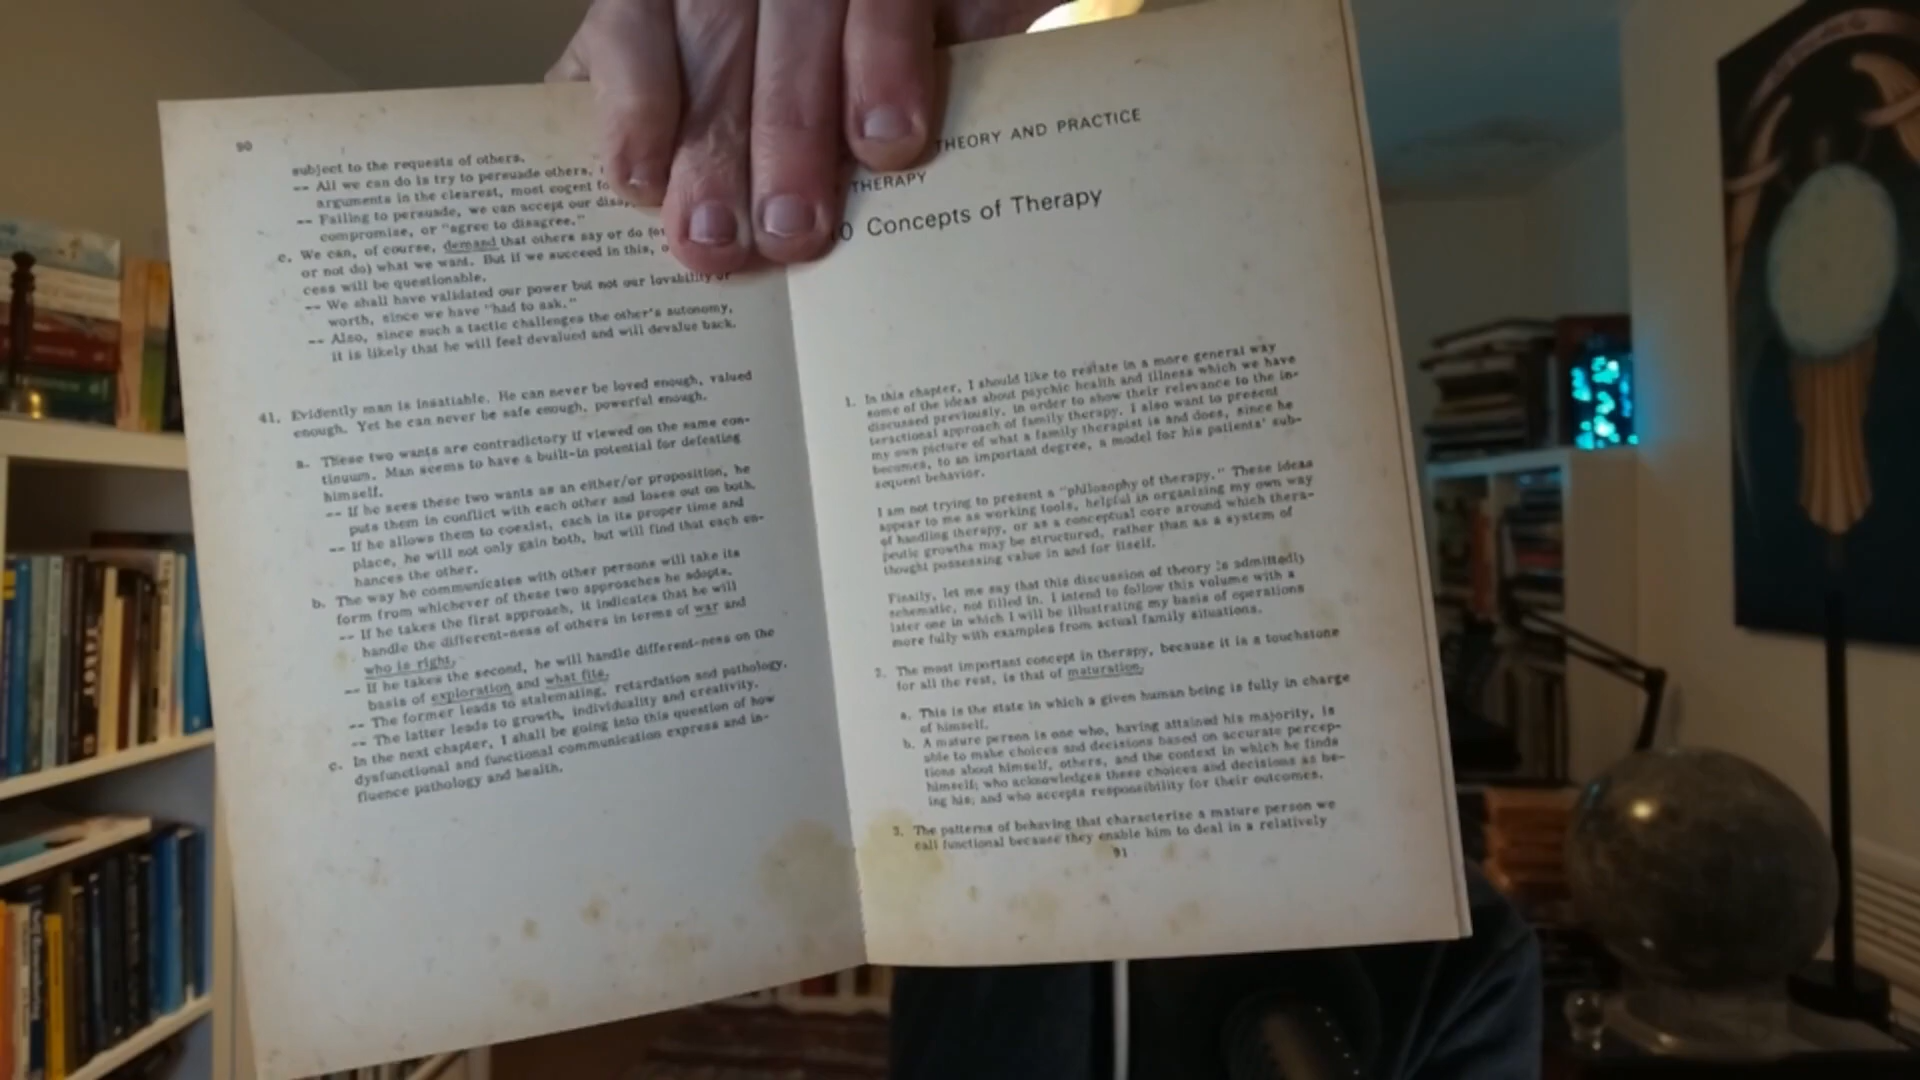 90
subject to the requests of others.
-- All we can do is try to persuade others,
arguments in the clearest, most cogent fo
-- Failing to persuade, we can accept our disap
compromise, or "agree to disagree."
c. We can, of course, demand that others say or do (or
or not do) what we want. But if we succeed in this,
cess will be questionable.
-- We shall have validated our power but not our lovability or
worth, since we have "had to ask."
-- Also, since such a tactic challenges the other's autonomy,
it is likely that he will feel devalued and will devalue back.
41. Evidently man is insatiable. He can never be loved enough, valued
enough. Yet he can never be safe enough, powerful enough.
a. These two wants are contradictory if viewed on the same con-
tinuum. Man seems to have a built-in potential for defeating
himself.
-- If he sees these two wants as an either/or proposition, he
puts them in conflict with each other and loses out on both.
-- If he allows them to coexist, each in its proper time and
place, he will not only gain both, but will find that each en-
hances the other.
b. The way he communicates with other persons will take its
form from whichever of these two approaches he adopts.
-- If he takes the first approach, it indicates that he will
handle the different-ness of others in terms of war and
who is right.
-- If he takes the second, he will handle different-ness on the
basis of exploration and what fits.
-- The former leads to stalemating, retardation and pathology.
-- The latter leads to growth, individuality and creativity.
c. In the next chapter, I shall be going into this question of how
dysfunctional and functional communication express and in-
fluence pathology and health.
THEORY AND PRACTICE
THERAPY
0 Concepts of Therapy
1. In this chapter, I should like to restate in a more general way
some of the ideas about psychic health and illness which we have
discussed previously, in order to show their relevance to the in-
teractional approach of family therapy. I also want to present
my own picture of what a family therapist is and does, since he
becomes, to an important degree, a model for his patients' sub-
sequent behavior.
I am not trying to present a "philosophy of therapy." These ideas
appear to me as working tools, helpful in organizing my own way
of handling therapy, or as a conceptual core around which thera-
peutic growths may be structured, rather than as a system of
thought possessing value in and for itself.
Finally, let me say that this discussion of theory is admittedly
schematic, not filled in. I intend to follow this volume with a
later one in which I will be illustrating my basis of operations
more fully with examples from actual family situations.
2. The most important concept in therapy, because it is a touchstone
for all the rest, is that of maturation.
a. This is the state in which a given human being is fully in charge
of himself.
b. A mature person is one who, having attained his majority, is
able to make choices and decisions based on accurate percep-
tions about himself, others, and the context in which he finds
himself; who acknowledges these choices and decisions as be-
ing his; and who accepts responsibility for their outcomes.
3. The patterns of behaving that characterize a mature person we
call functional because they enable him to deal in a relatively
91